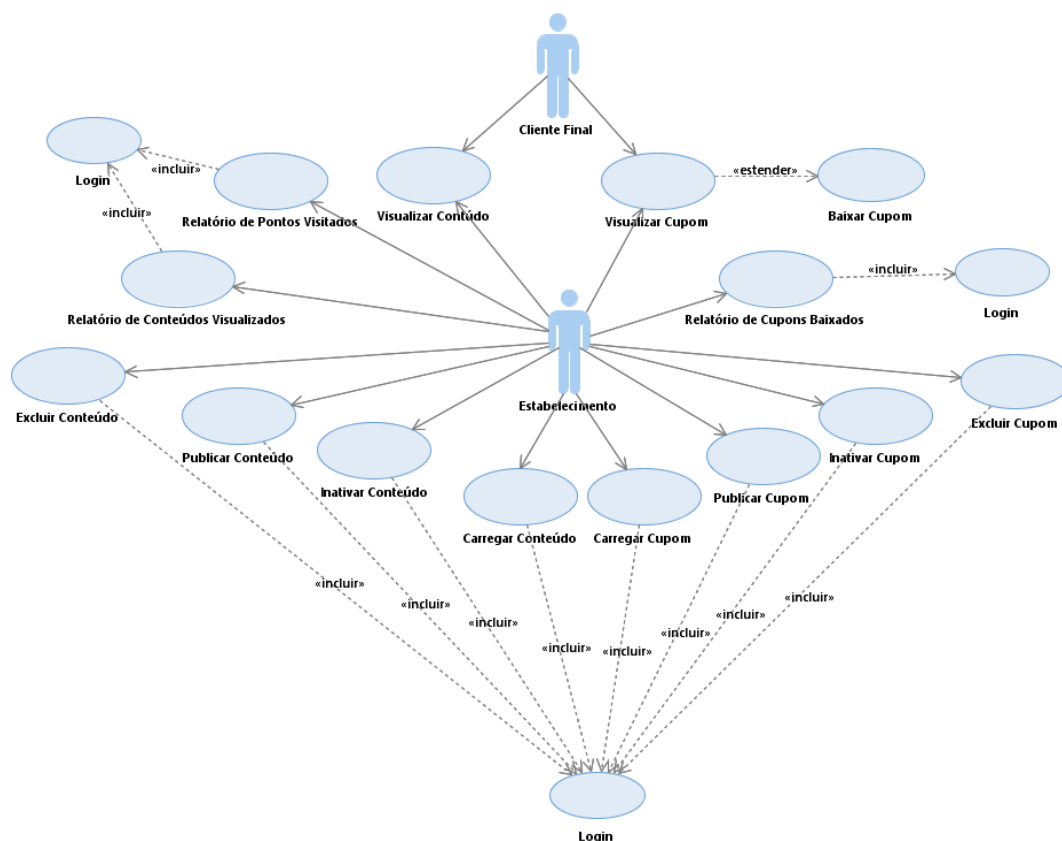 Cliente Final
Login
«incluir»
Relatório de Pontos Visitados
Visualizar Contúdo
Visualizar Cupom
«estender»
Baixar Cupom
«incluir»
Relatório de Conteúdos Visualizados
Relatório de Cupons Baixados
«incluir»
Login
Estabelecimento
Excluir Conteúdo
Publicar Conteúdo
Inativar Conteúdo
Carregar Conteúdo
Carregar Cupom
Publicar Cupom
Inativar Cupom
Excluir Cupom
«incluir»
«incluir»
«incluir»
«incluir»
«incluir»
«incluir»
«incluir»
«incluir»
Login